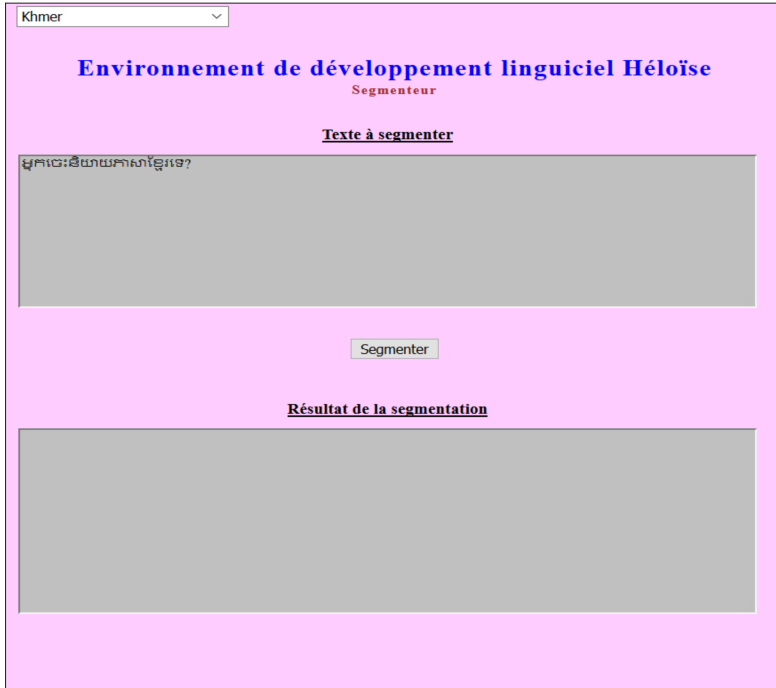 Khmer
Environnement de développement linguiciel Héloïse
Segmenteur
Texte à segmenter
អ្នកចេះនិយាយភាសាខ្មែរទេ?
Segmenter
Résultat de la segmentation